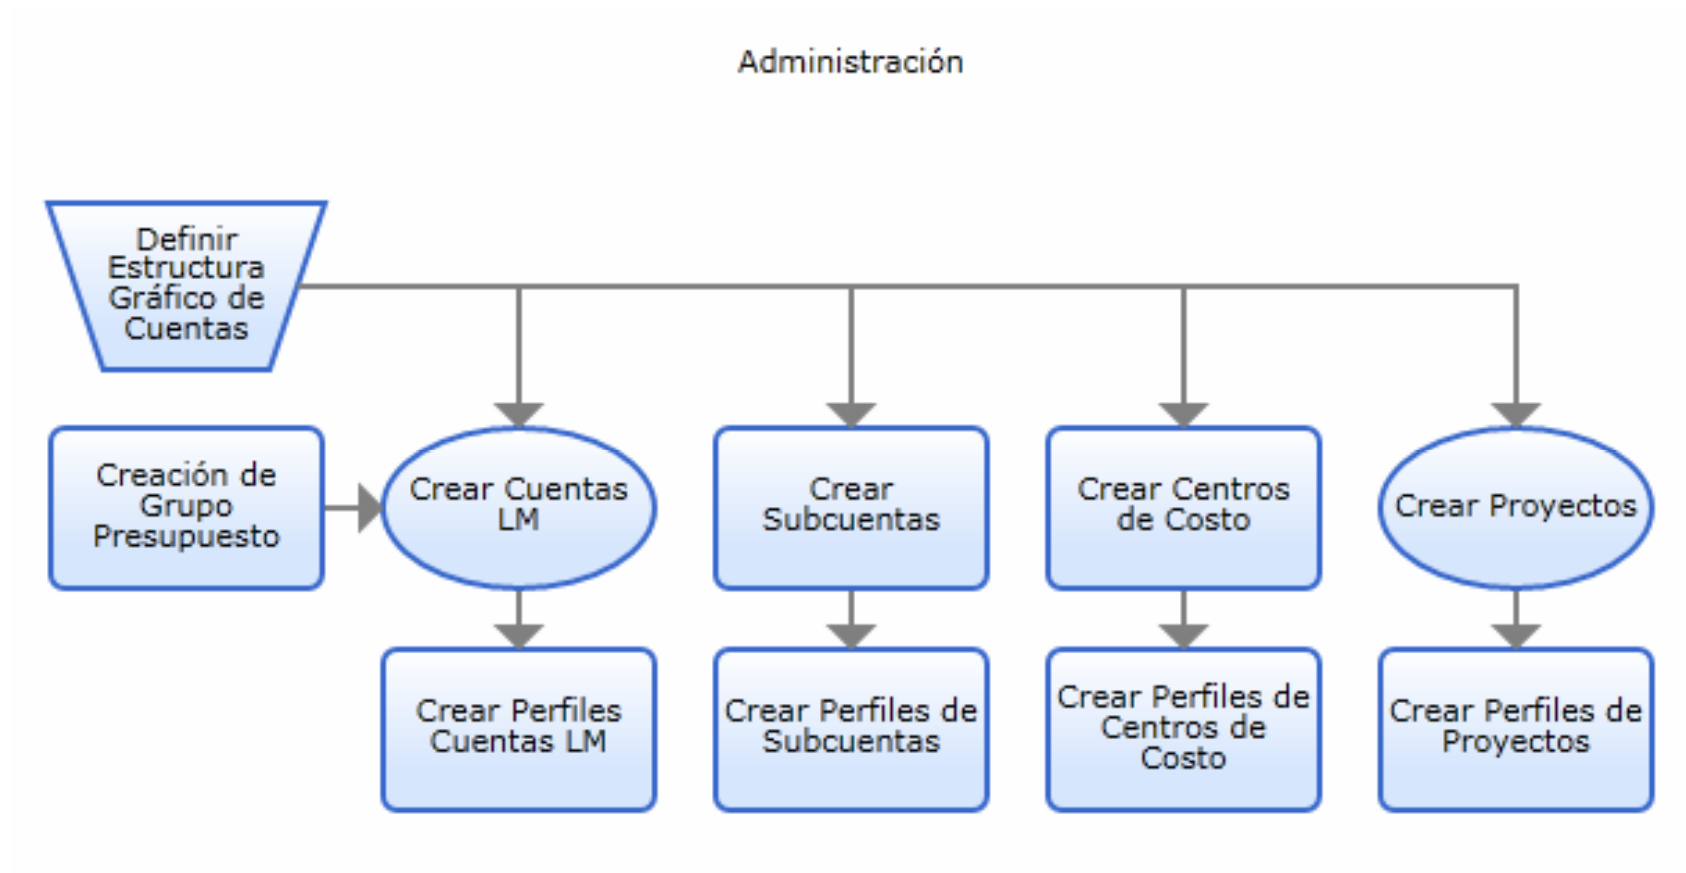 Administración
Definir
Estructura
Gráfico de
Cuentas
Creación de
Grupo
Presupuesto
Crear Cuentas
LM
Crear
Subcuentas
Crear Centros
de Costo
Crear Proyectos
Crear Perfiles
Cuentas LM
Crear Perfiles de
Subcuentas
Crear Perfiles de
Centros de
Costo
Crear Perfiles de
Proyectos